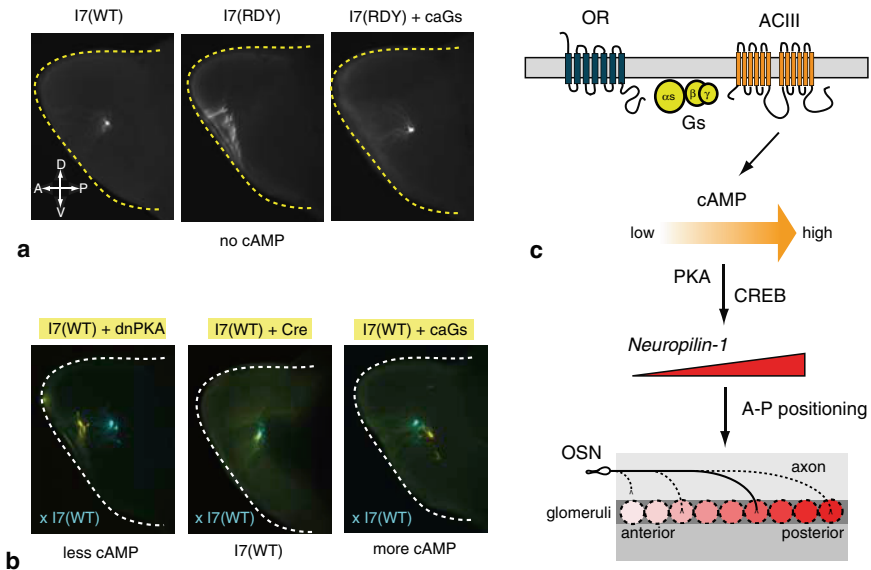 I7(WT)
I7(RDY)
I7(RDY) + caGs
D
A
P
V
no cAMP
a
I7(WT) + dnPKA
I7(WT) + Cre
I7(WT) + caGs
x I7(WT)
x I7(WT)
x I7(WT)
less cAMP
I7(WT)
more cAMP
b
OR
ACIII
αs
β
γ
Gs
cAMP
low
high
c
PKA
CREB
Neuropilin-1
A-P positioning
OSN
axon
glomeruli
anterior
posterior